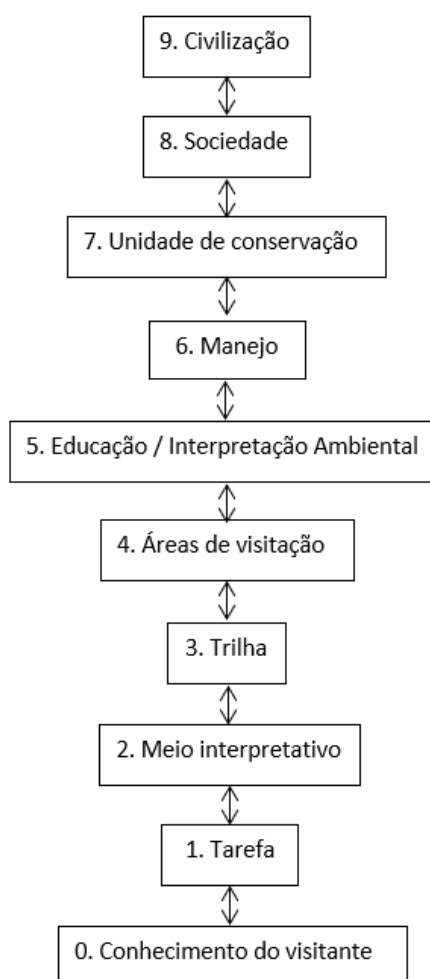 9. Civilização
8. Sociedade
7. Unidade de conservação
6. Manejo
5. Educação / Interpretação Ambiental
4. Áreas de visitação
3. Trilha
2. Meio interpretativo
1. Tarefa
0. Conhecimento do visitante